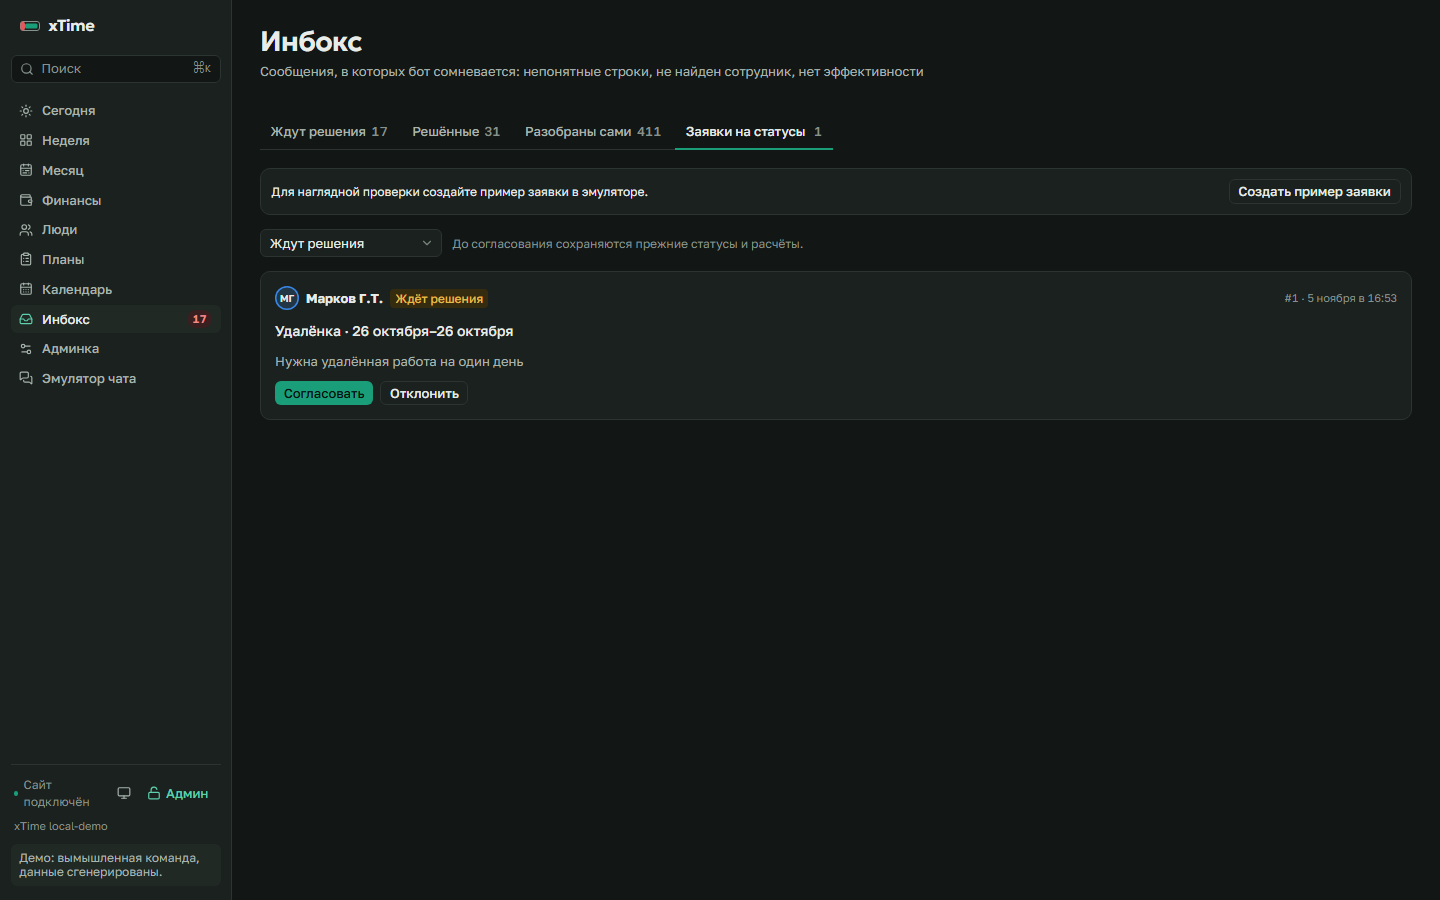 xTime
Поиск ⌘K
Сегодня
Неделя
Месяц
Финансы
Люди
Планы
Календарь
Инбокс 17
Админка
Эмулятор чата
Сайт подключён
Админ
xTime local-demo
Демо: вымышленная команда,
данные сгенерированы.
Инбокс
Сообщения, в которых бот сомневается: непонятные строки, не найден сотрудник, нет эффективности
Ждут решения 17 Решённые 31 Разобраны сами 411 Заявки на статусы 1
Для наглядной проверки создайте пример заявки в эмуляторе. Создать пример заявки
Ждут решения До согласования сохраняются прежние статусы и расчёты.
МГ Марков Г.Т. Ждёт решения #1 · 5 ноября в 16:53
Удалёнка · 26 октября–26 октября
Нужна удалённая работа на один день
Согласовать Отклонить